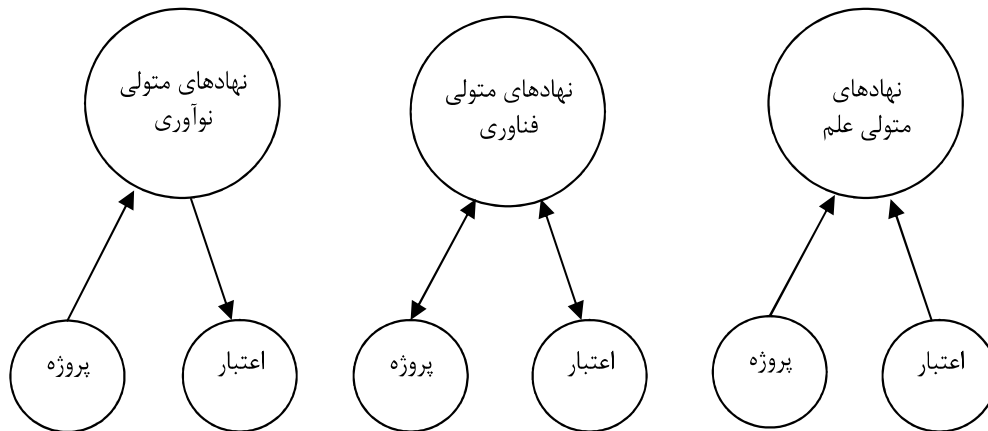 نهادهای
متولی علم
نهادهای متولی
فناوری
نهادهای متولی
نوآوری
اعتبار
پروژه
اعتبار
پروژه
اعتبار
پروژه